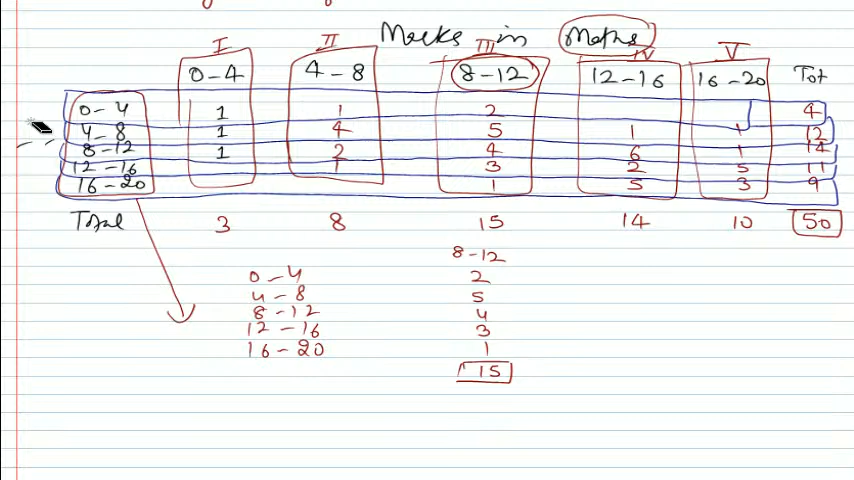 Marks in Maths
I II III IV V
0-4 4-8 8-12 12-16 16-20 Tot
0-4 1 1 2 4
4-8 1 4 5 1 1 12
8-12 1 2 4 6 1 14
12-16 1 3 2 5 11
16-20 1 5 3 9
Total 3 8 15 14 10 50
8-12
0-4 2
4-8 5
8-12 4
12-16 3
16-20 1
15